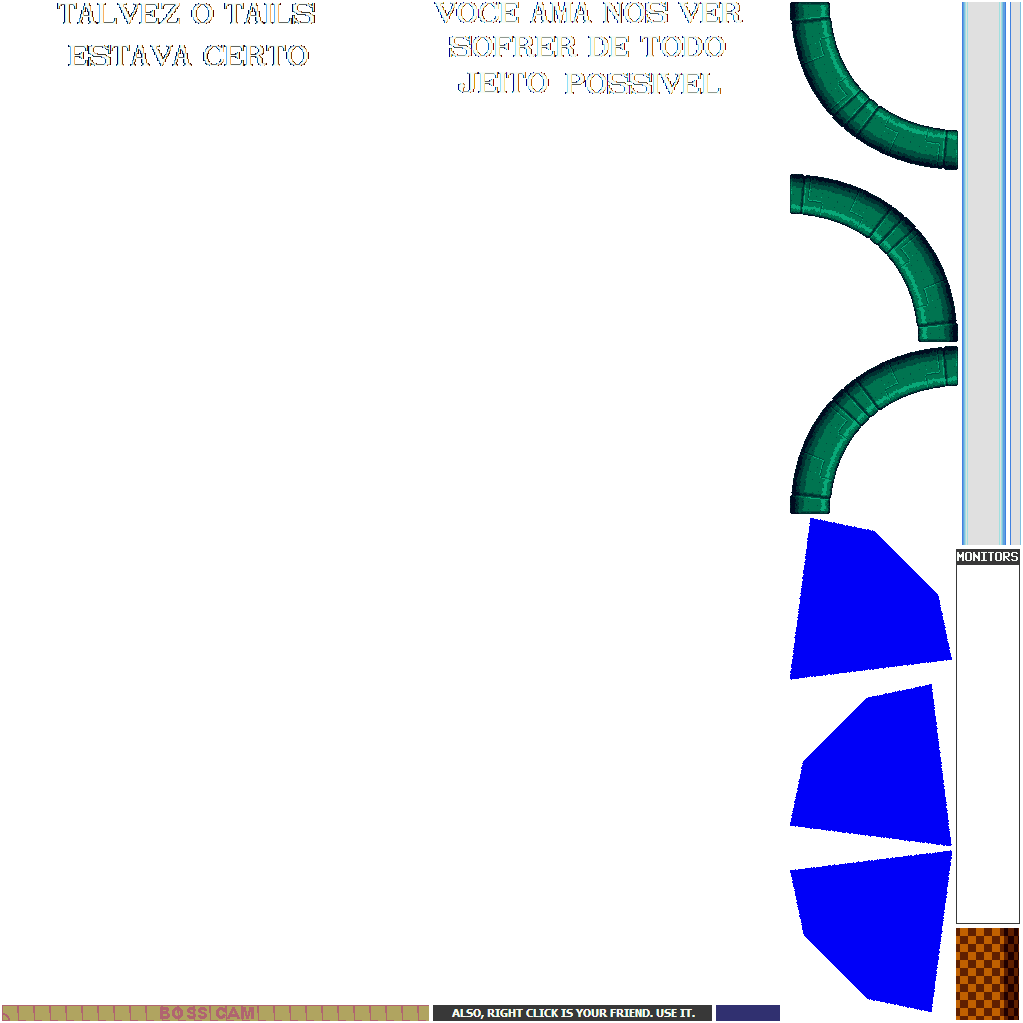 TALVEZ O TAILS
ESTAVA CERTO
VOCE AMA NOS VER
SOFRER DE TODO
JEITO POSSIVEL
MONITORS
BOSS CAM
ALSO, RIGHT CLICK IS YOUR FRIEND. USE IT.